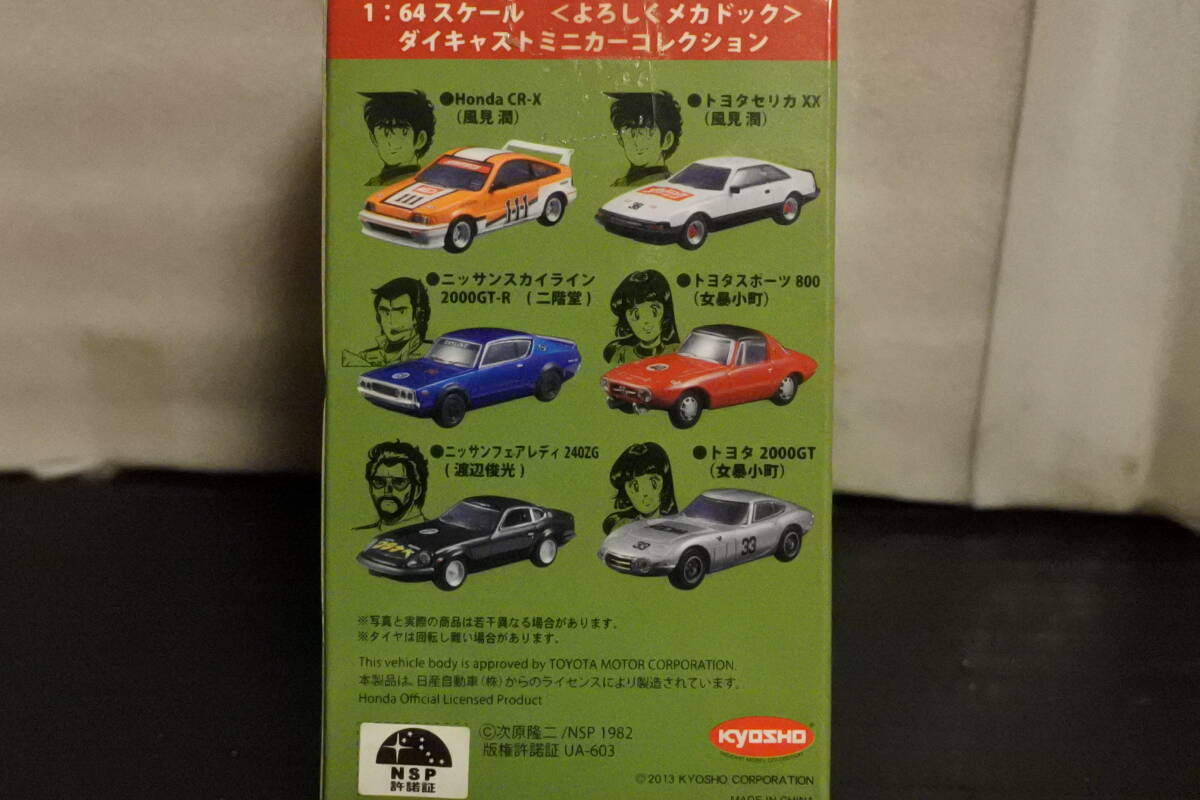 1：64スケール ＜よろしくメカドック＞
ダイキャストミニカーコレクション
●Honda CR-X
（風見 潤）
●トヨタセリカ XX
（風見 潤）
●ニッサンスカイライン
2000GT-R （二階堂）
●トヨタスポーツ 800
（女暴小町）
●ニッサンフェアレディ 240ZG
（渡辺俊光）
●トヨタ 2000GT
（女暴小町）
111
38
33
※写真と実際の商品は若干異なる場合があります。
※タイヤは回転し難い場合があります。
This vehicle body is approved by TOYOTA MOTOR CORPORATION.
本製品は、日産自動車（株）からのライセンスにより製造されています。
Honda Official Licensed Product
NSP
許諾証
©次原隆二 /NSP 1982
版権許諾証 UA-603
KYOSHO
©2013 KYOSHO CORPORATION
MADE IN CHINA